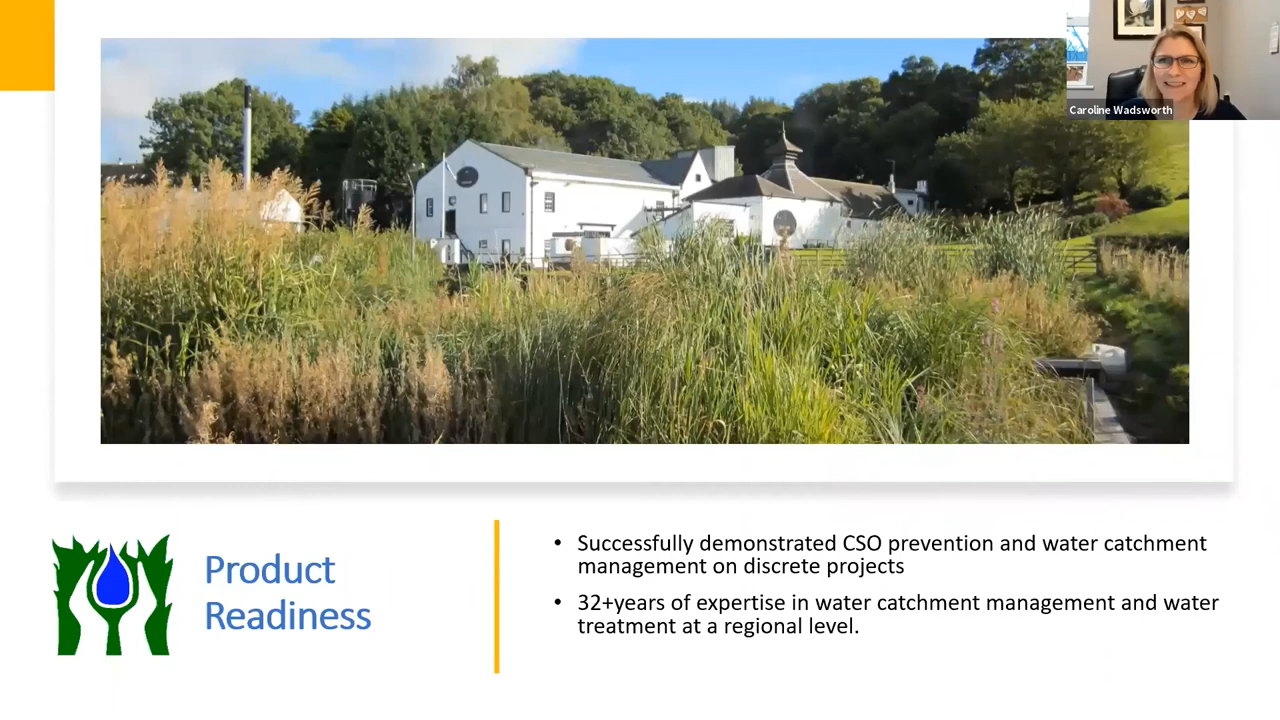 Caroline Wadsworth
Product
Readiness
• Successfully demonstrated CSO prevention and water catchment
management on discrete projects
• 32+years of expertise in water catchment management and water
treatment at a regional level.